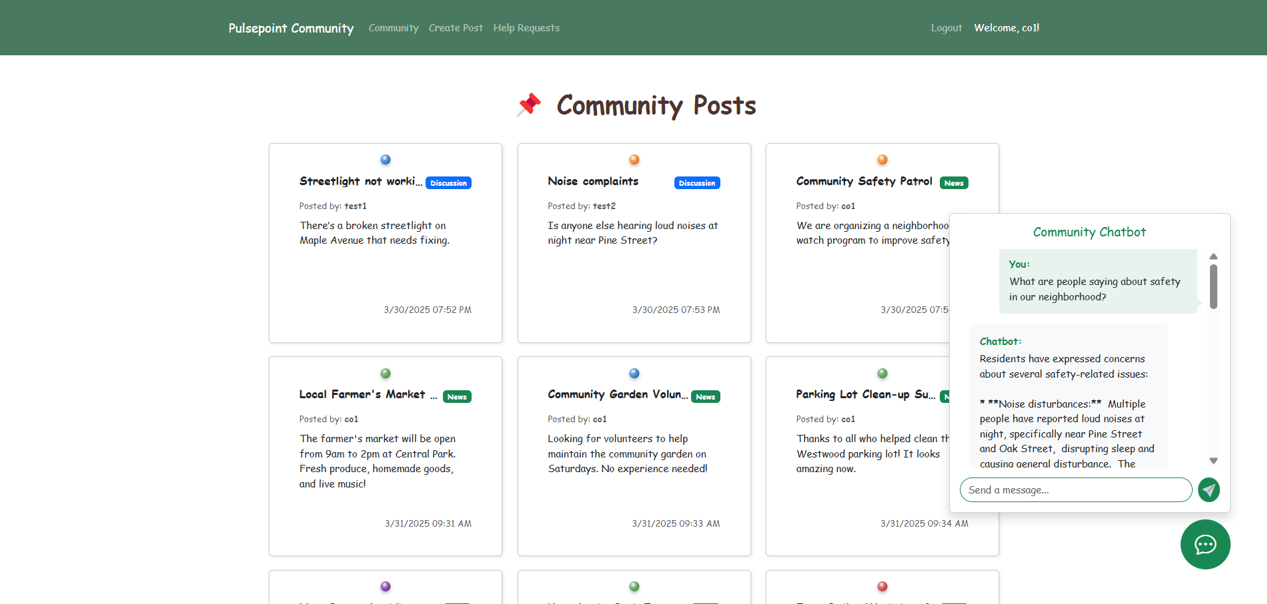 Pulsepoint Community Community Create Post Help Requests Logout Welcome, co1!
Community Posts
Streetlight not worki... Discussion
Posted by: test1
There's a broken streetlight on
Maple Avenue that needs fixing.
3/30/2025 07:52 PM
Noise complaints Discussion
Posted by: test2
Is anyone else hearing loud noises at
night near Pine Street?
3/30/2025 07:53 PM
Community Safety Patrol News
Posted by: co1
We are organizing a neighborhoo
watch program to improve safety
3/30/2025 07:5
Local Farmer's Market ... News
Posted by: co1
The farmer's market will be open
from 9am to 2pm at Central Park.
Fresh produce, homemade goods,
and live music!
3/31/2025 09:31 AM
Community Garden Volun... News
Posted by: co1
Looking for volunteers to help
maintain the community garden on
Saturdays. No experience needed!
3/31/2025 09:33 AM
Parking Lot Clean-up Su... N
Posted by: co1
Thanks to all who helped clean th
Westwood parking lot! It looks
amazing now.
3/31/2025 09:34 AM
Community Chatbot
You:
What are people saying about safety
in our neighborhood?
Chatbot:
Residents have expressed concerns
about several safety-related issues:
* **Noise disturbances:** Multiple
people have reported loud noises at
night, specifically near Pine Street
and Oak Street, disrupting sleep and
causing general disturbance. The
Send a message...